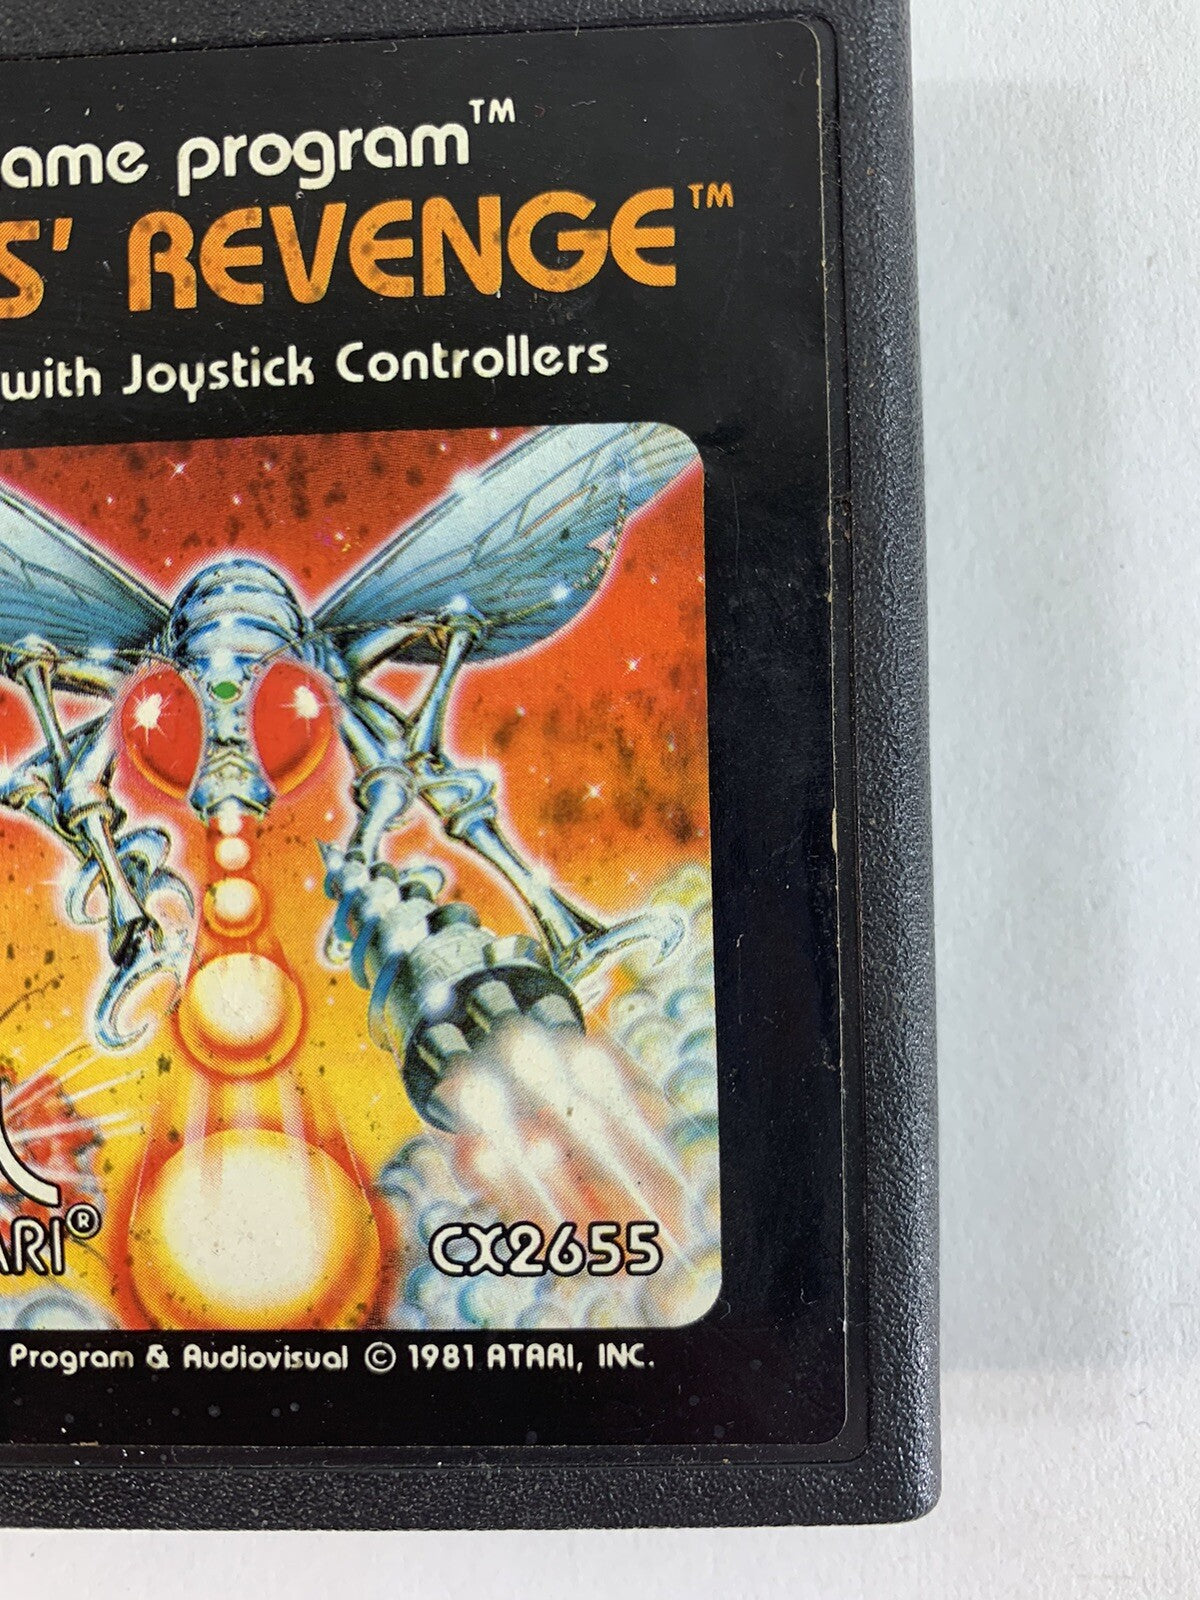 ame program™
S' REVENGE™
with Joystick Controllers
ARI®
CX2655
Program & Audiovisual © 1981 ATARI, INC.